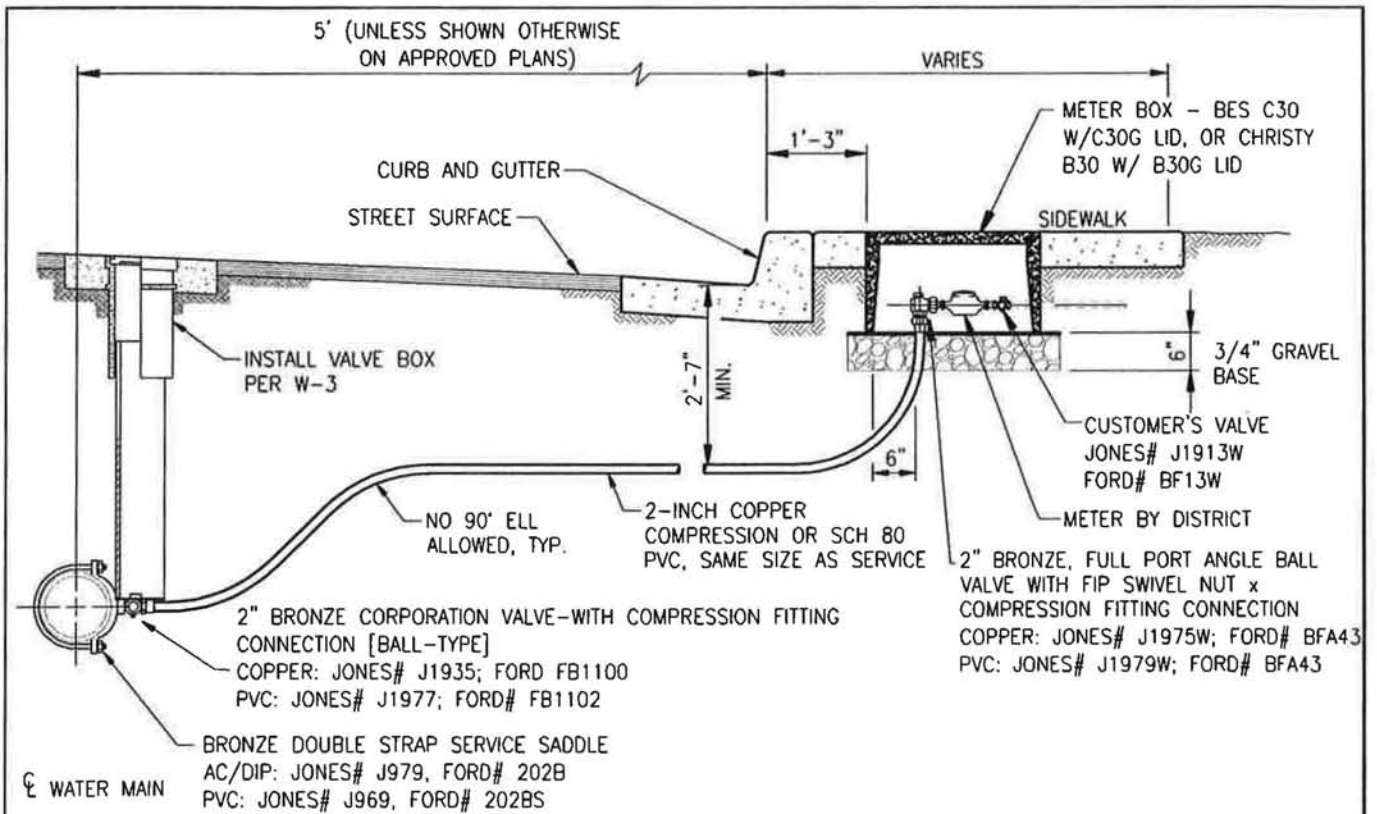 5' (UNLESS SHOWN OTHERWISE
ON APPROVED PLANS)
VARIES
METER BOX - BES C30
W/C30G LID, OR CHRISTY
B30 W/ B30G LID
1'-3"
CURB AND GUTTER
STREET SURFACE
SIDEWALK
INSTALL VALVE BOX
PER W-3
2'-7"
MIN.
6"
3/4" GRAVEL
BASE
CUSTOMER'S VALVE
JONES# J1913W
FORD# BF13W
6"
NO 90' ELL
ALLOWED, TYP.
2-INCH COPPER
COMPRESSION OR SCH 80
PVC, SAME SIZE AS SERVICE
METER BY DISTRICT
2" BRONZE, FULL PORT ANGLE BALL
VALVE WITH FIP SWIVEL NUT x
COMPRESSION FITTING CONNECTION
COPPER: JONES# J1975W; FORD# BFA43
PVC: JONES# J1979W; FORD# BFA43
2" BRONZE CORPORATION VALVE-WITH COMPRESSION FITTING
CONNECTION [BALL-TYPE]
COPPER: JONES# J1935; FORD FB1100
PVC: JONES# J1977; FORD# FB1102
BRONZE DOUBLE STRAP SERVICE SADDLE
AC/DIP: JONES# J979, FORD# 202B
PVC: JONES# J969, FORD# 202BS
℄ WATER MAIN